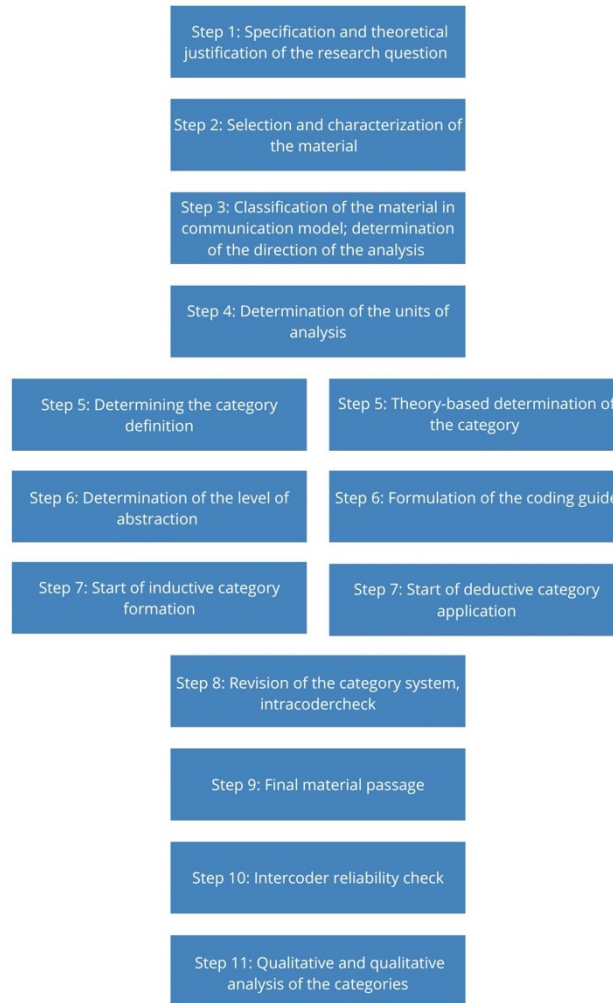 Step 1: Specification and theoretical
justification of the research question
Step 2: Selection and characterization of
the material
Step 3: Classification of the material in
communication model; determination
of the direction of the analysis
Step 4: Determination of the units of
analysis
Step 5: Determining the category
definition
Step 5: Theory-based determination of
the category
Step 6: Determination of the level of
abstraction
Step 6: Formulation of the coding guide
Step 7: Start of inductive category
formation
Step 7: Start of deductive category
application
Step 8: Revision of the category system,
intracodercheck
Step 9: Final material passage
Step 10: Intercoder reliability check
Step 11: Qualitative and qualitative
analysis of the categories